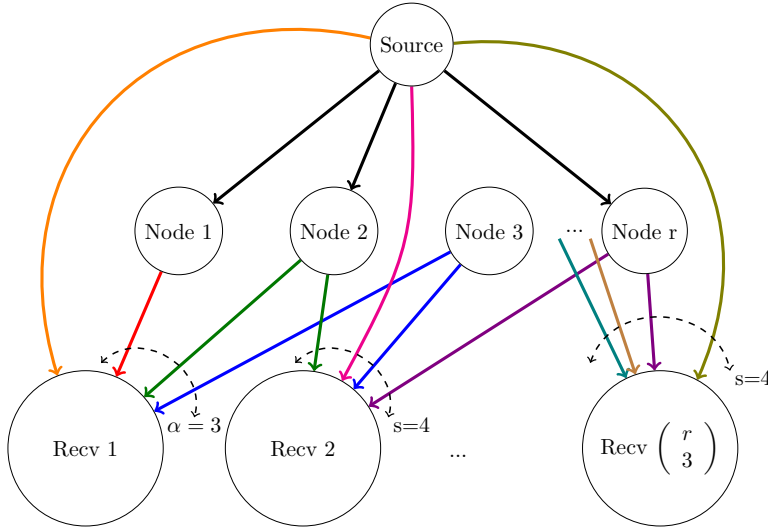 Source
Node 1
Node 2
Node 3
...
Node r
α = 3
s=4
s=4
Recv 1
Recv 2
...
Recv ( r 3 )